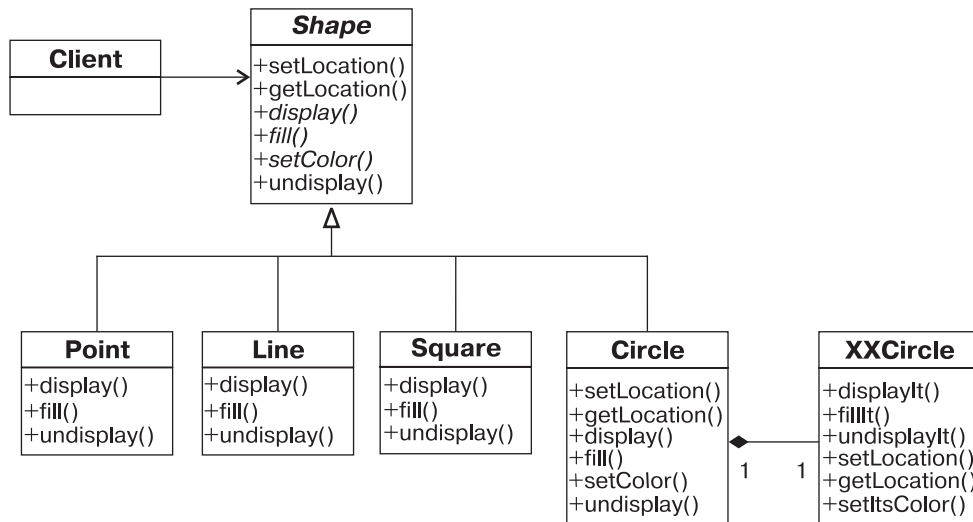 Shape
+setLocation()
+getLocation()
+display()
+fill()
+setColor()
+undisplay()
Client
Point
+display()
+fill()
+undisplay()
Line
+display()
+fill()
+undisplay()
Square
+display()
+fill()
+undisplay()
Circle
+setLocation()
+getLocation()
+display()
+fill()
+setColor()
+undisplay()
1
1
XXCircle
+displayIt()
+fillIt()
+undisplayIt()
+setLocation()
+getLocation()
+setItsColor()